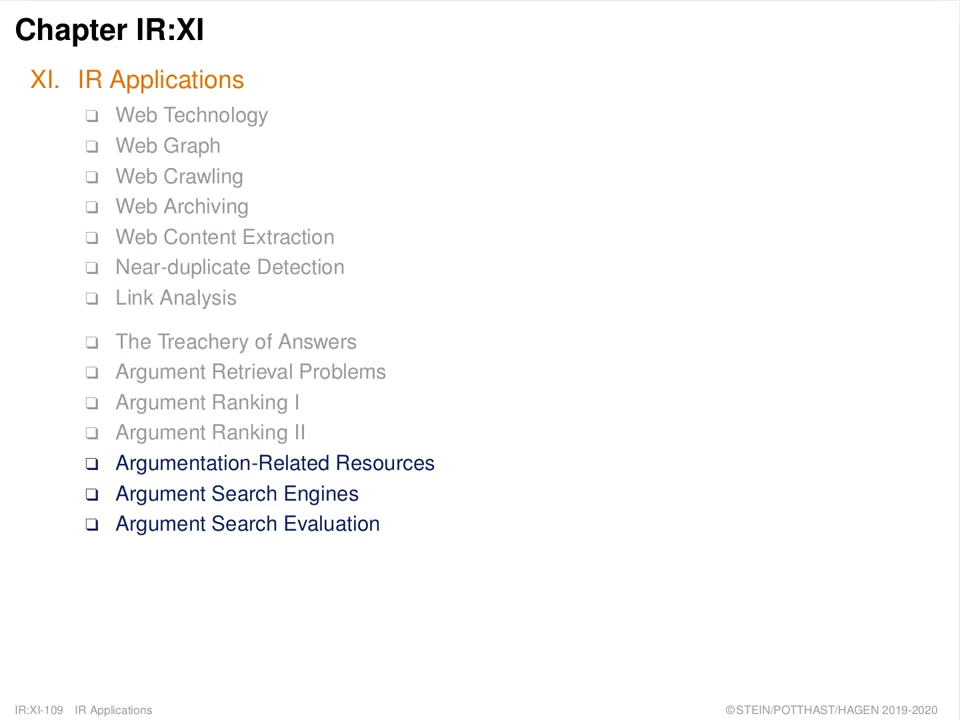 Chapter IR:XI
XI. IR Applications
❏ Web Technology
❏ Web Graph
❏ Web Crawling
❏ Web Archiving
❏ Web Content Extraction
❏ Near-duplicate Detection
❏ Link Analysis
❏ The Treachery of Answers
❏ Argument Retrieval Problems
❏ Argument Ranking I
❏ Argument Ranking II
❏ Argumentation-Related Resources
❏ Argument Search Engines
❏ Argument Search Evaluation
IR:XI-109 IR Applications ©STEIN/POTTHAST/HAGEN 2019-2020